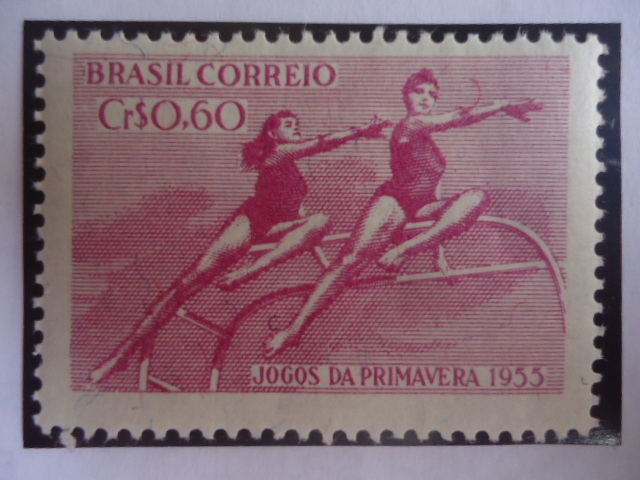 BRASIL CORREIO
Cr$0,60
JOGOS DA PRIMAVERA 1955